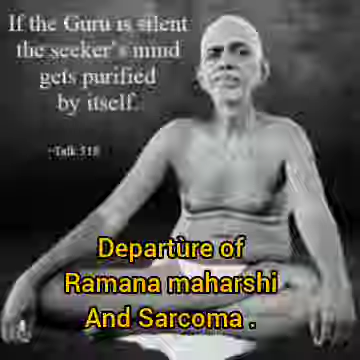 If the Guru is silent
the seeker's mind
gets purified
by itself.
~Talk 518
Departure of
Ramana maharshi
And Sarcoma .